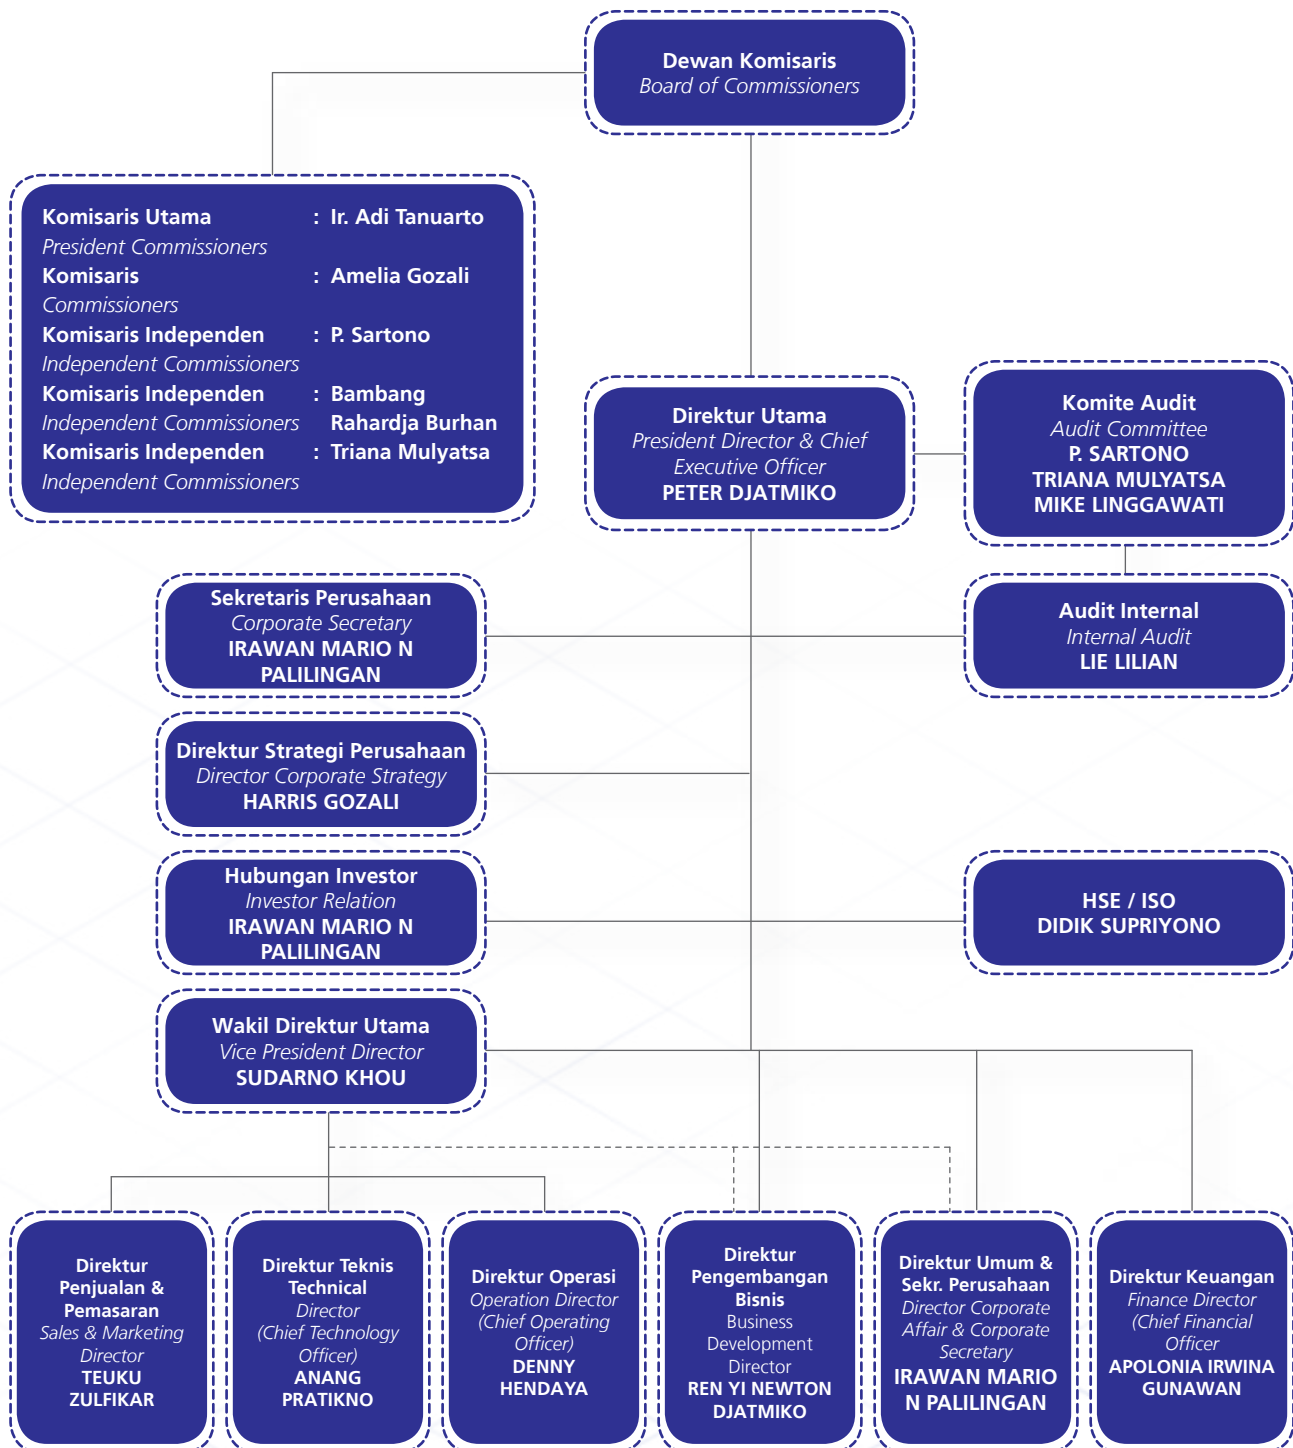 Dewan Komisaris
Board of Commissioners
Komisaris Utama : Ir. Adi Tanuarto
President Commissioners
Komisaris : Amelia Gozali
Commissioners
Komisaris Independen : P. Sartono
Independent Commissioners
Komisaris Independen : Bambang
Independent Commissioners Rahardja Burhan
Komisaris Independen : Triana Mulyatsa
Independent Commissioners
Direktur Utama
President Director & Chief
Executive Officer
PETER DJATMIKO
Komite Audit
Audit Committee
P. SARTONO
TRIANA MULYATSA
MIKE LINGGAWATI
Sekretaris Perusahaan
Corporate Secretary
IRAWAN MARIO N
PALILINGAN
Audit Internal
Internal Audit
LIE LILIAN
Direktur Strategi Perusahaan
Director Corporate Strategy
HARRIS GOZALI
Hubungan Investor
Investor Relation
IRAWAN MARIO N
PALILINGAN
HSE / ISO
DIDIK SUPRIYONO
Wakil Direktur Utama
Vice President Director
SUDARNO KHOU
Direktur
Penjualan &
Pemasaran
Sales & Marketing
Director
TEUKU
ZULFIKAR
Direktur Teknis
Technical
Director
(Chief Technology
Officer)
ANANG
PRATIKNO
Direktur Operasi
Operation Director
(Chief Operating
Officer)
DENNY
HENDAYA
Direktur
Pengembangan
Bisnis
Business
Development
Director
REN YI NEWTON
DJATMIKO
Direktur Umum &
Sekr. Perusahaan
Director Corporate
Affair & Corporate
Secretary
IRAWAN MARIO
N PALILINGAN
Direktur Keuangan
Finance Director
(Chief Financial
Officer)
APOLONIA IRWINA
GUNAWAN